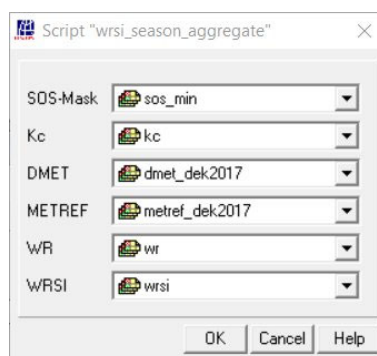 Script "wrsi_season_aggregate"
SOS-Mask sos_min
Kc kc
DMET dmet_dek2017
METREF metref_dek2017
WR wr
WRSI wrsi
OK Cancel Help